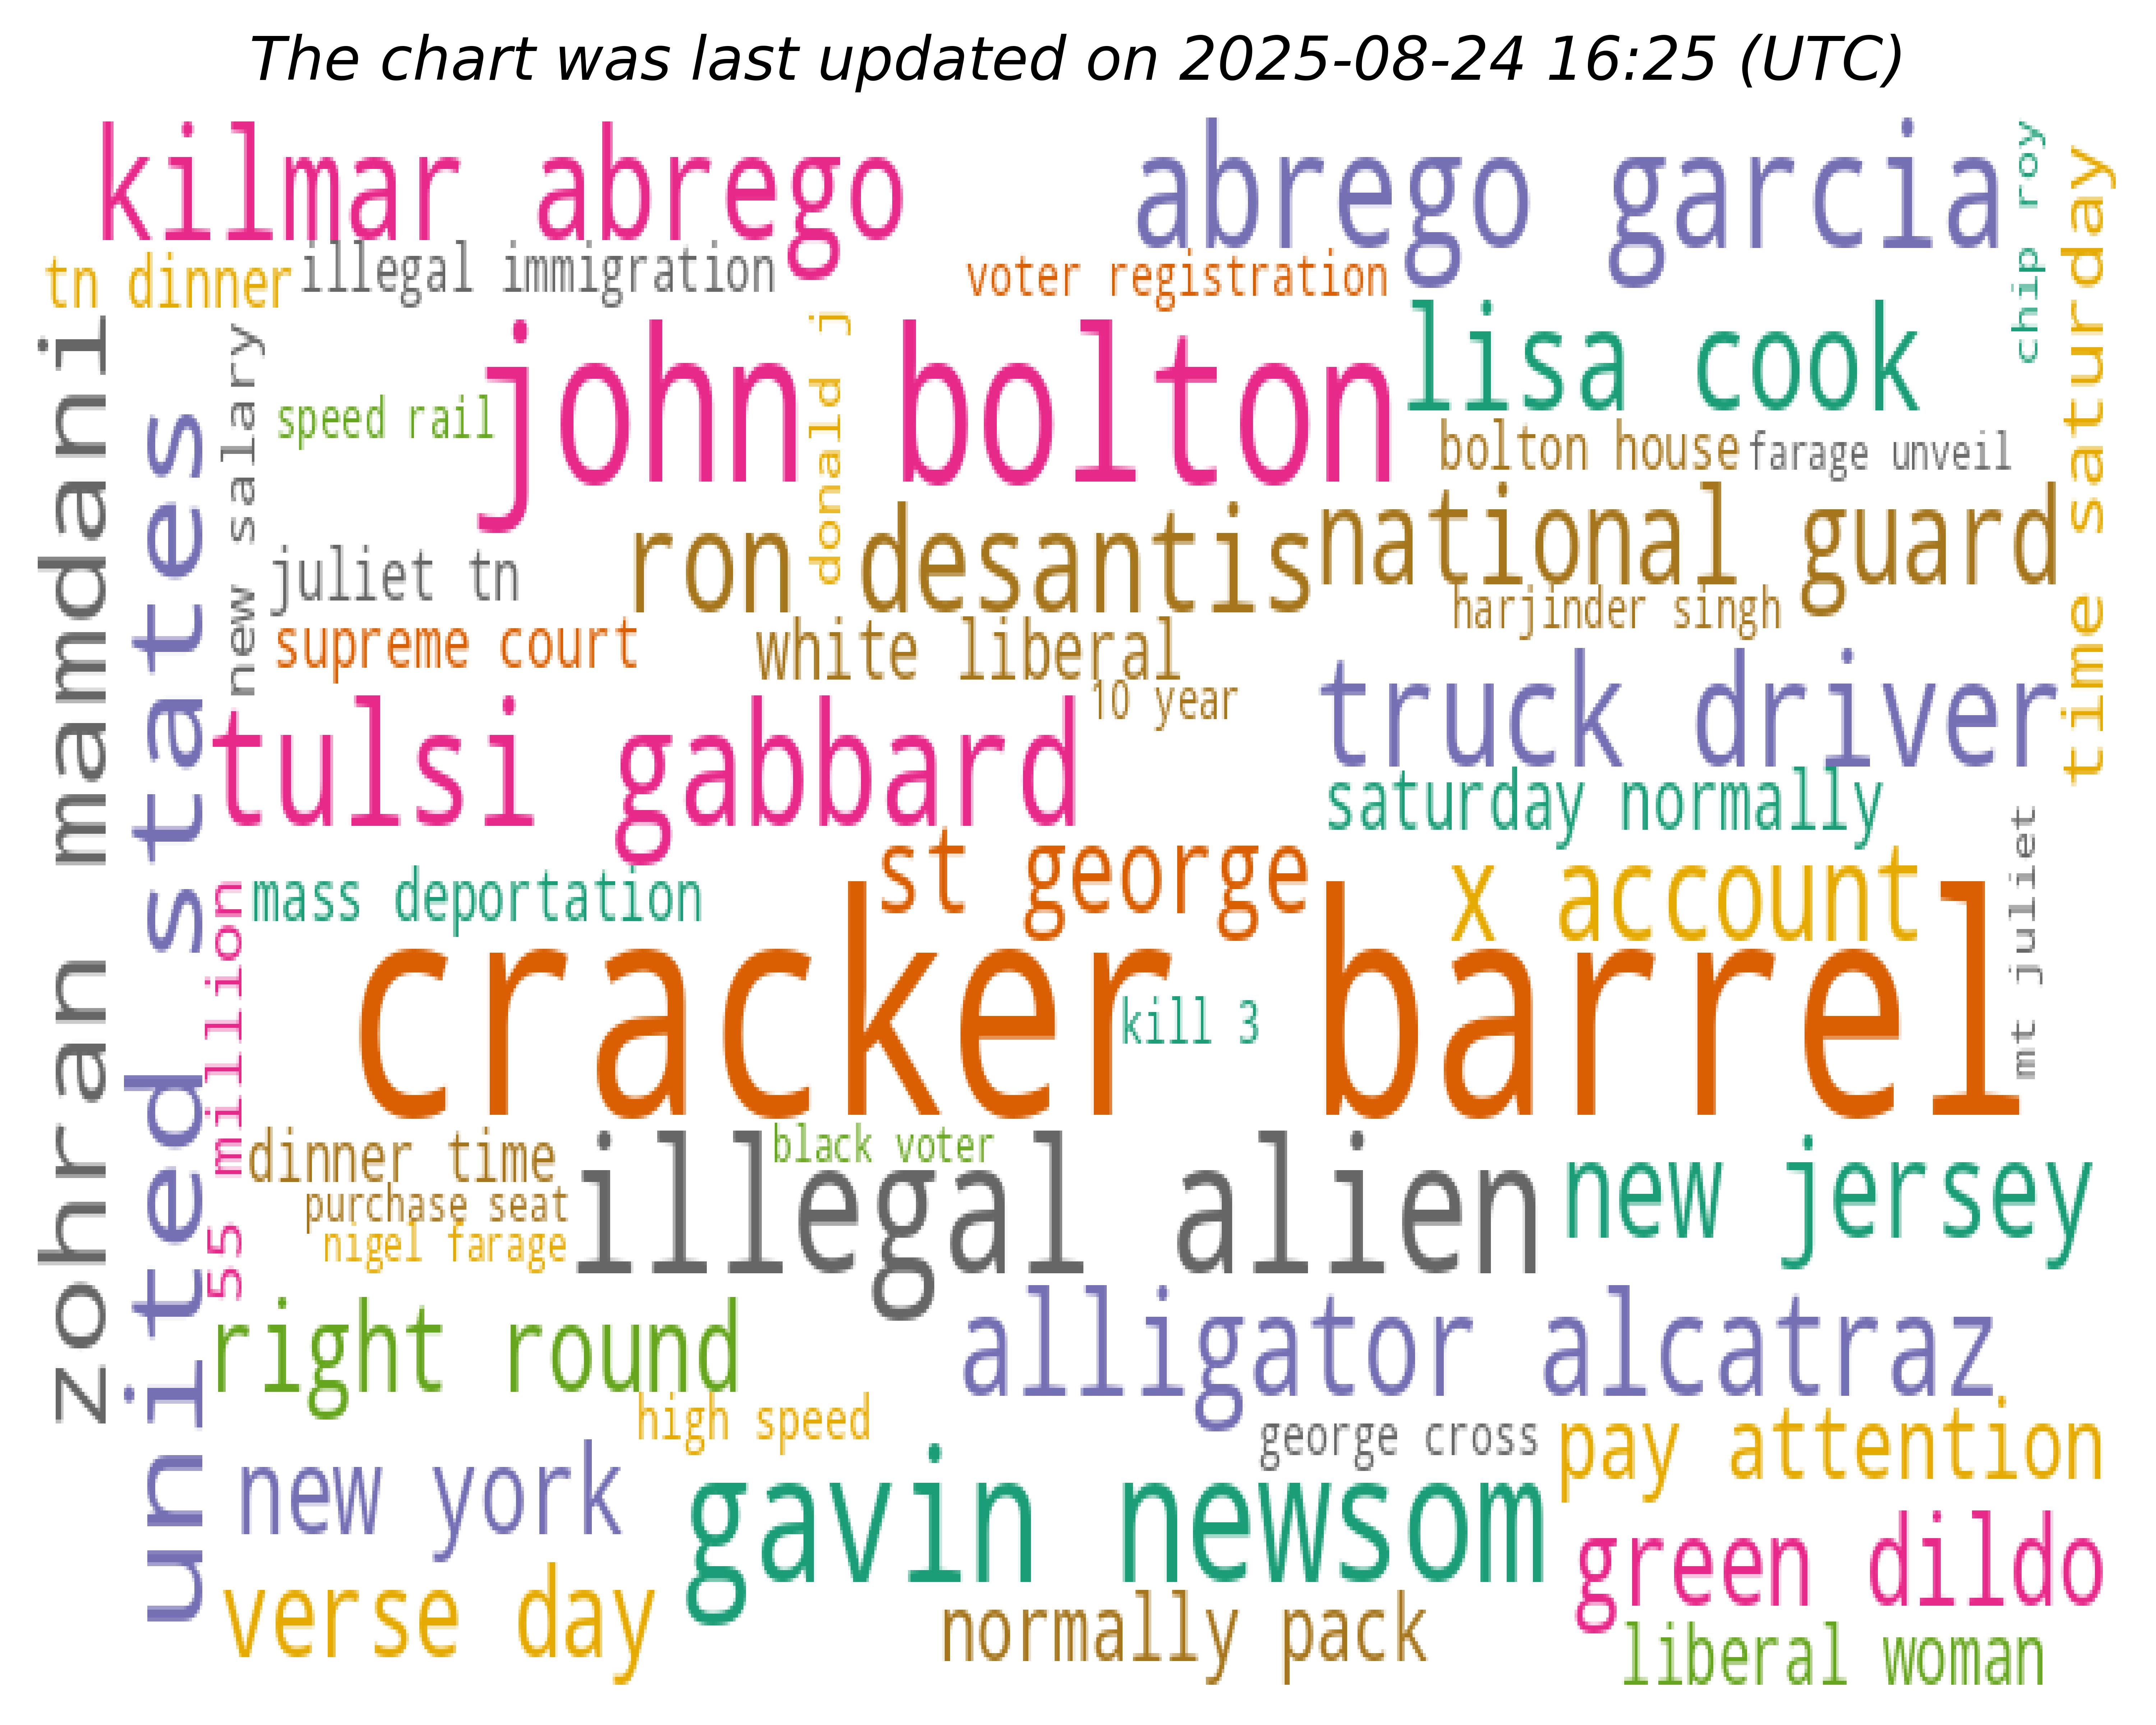 The chart was last updated on 2025-08-24 16:25 (UTC)
kilmar abrego
abrego garcia
chip roy
time saturday
tn dinner
illegal immigration
voter registration
zohran mamdani
united states
new salary
speed rail
john bolton
donald j
lisa cook
bolton house
farage unveil
juliet tn
ron desantis
national guard
harjinder singh
supreme court
white liberal
10 year
truck driver
tulsi gabbard
saturday normally
mt juliet
st george
x account
mass deportation
55 million
cracker barrel
kill 3
dinner time
black voter
purchase seat
nigel farage
illegal alien
new jersey
right round
alligator alcatraz
high speed
george cross
pay attention
new york
gavin newsom
green dildo
verse day
normally pack
liberal woman